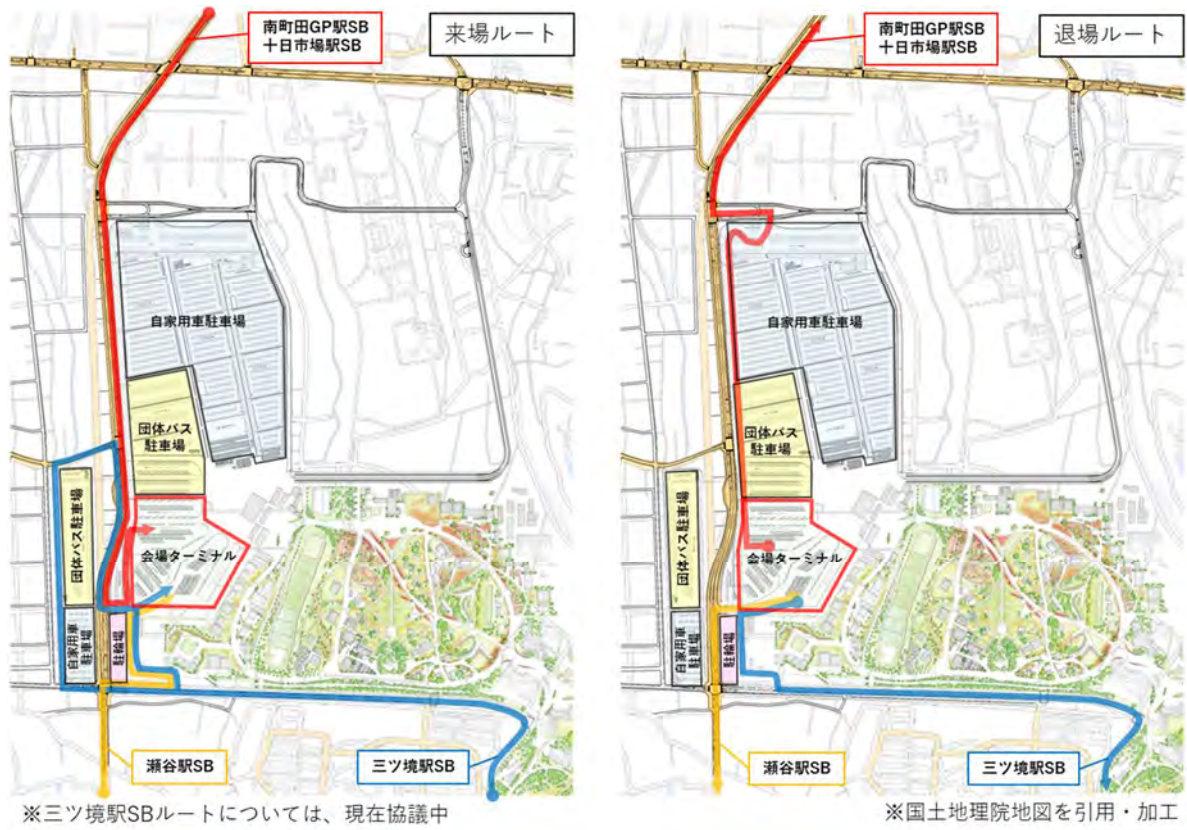 南町田GP駅SB
十日市場駅SB
来場ルート
自家用車駐車場
団体バス
駐車場
団体バス駐車場
会場ターミナル
自家用車
駐車場
駐輪場
瀬谷駅SB
三ツ境駅SB
※三ツ境駅SBルートについては、現在協議中
南町田GP駅SB
十日市場駅SB
退場ルート
自家用車駐車場
団体バス
駐車場
団体バス駐車場
会場ターミナル
自家用車
駐車場
駐輪場
瀬谷駅SB
三ツ境駅SB
※国土地理院地図を引用・加工